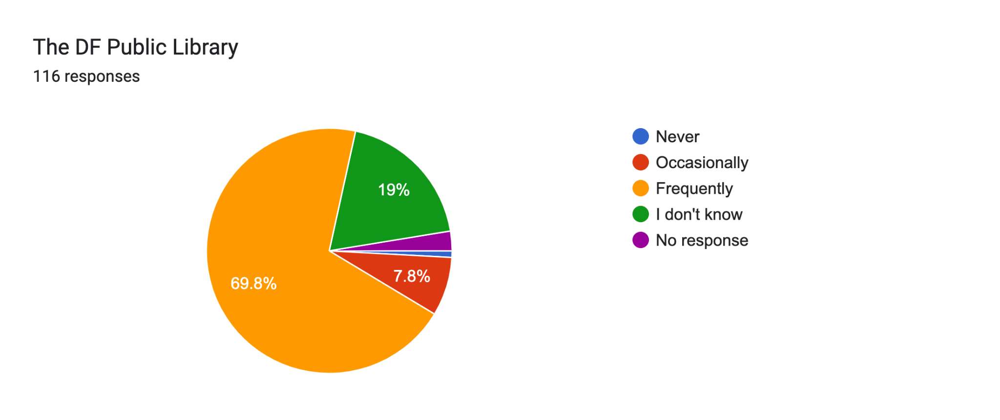 The DF Public Library
116 responses
19%
7.8%
69.8%
Never
Occasionally
Frequently
I don't know
No response